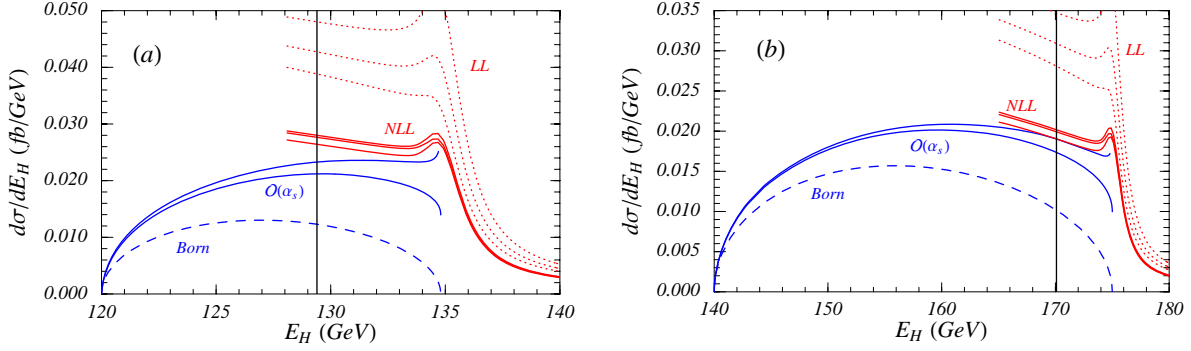 0.050
0.040
0.030
0.020
0.010
0.000
dσ/dE_H (fb/GeV)
(a)
LL
NLL
O(α_s)
Born
120
125
130
135
140
E_H (GeV)
0.035
0.030
0.025
0.020
0.015
0.010
0.005
0.000
dσ/dE_H (fb/GeV)
(b)
LL
NLL
O(α_s)
Born
140
150
160
170
180
E_H (GeV)